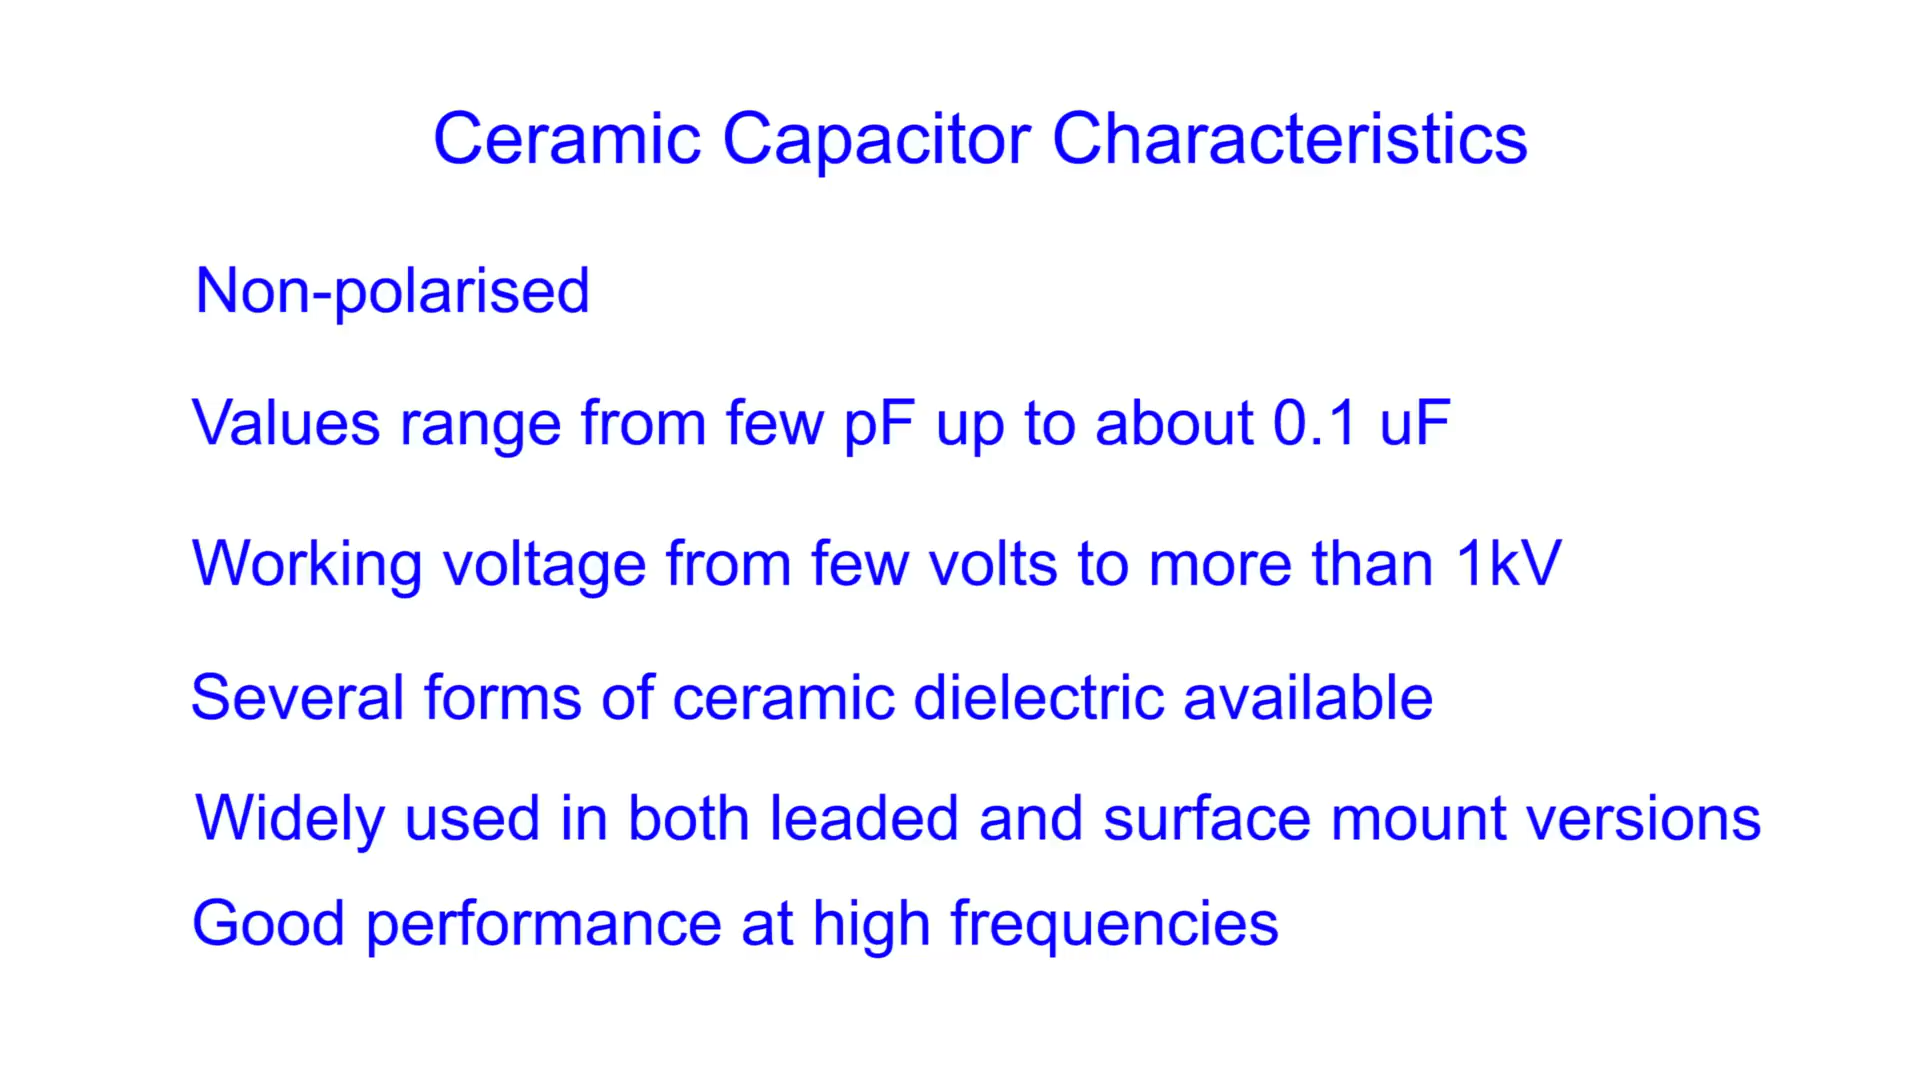 Ceramic Capacitor Characteristics
Non-polarised
Values range from few pF up to about 0.1 uF
Working voltage from few volts to more than 1kV
Several forms of ceramic dielectric available
Widely used in both leaded and surface mount versions
Good performance at high frequencies